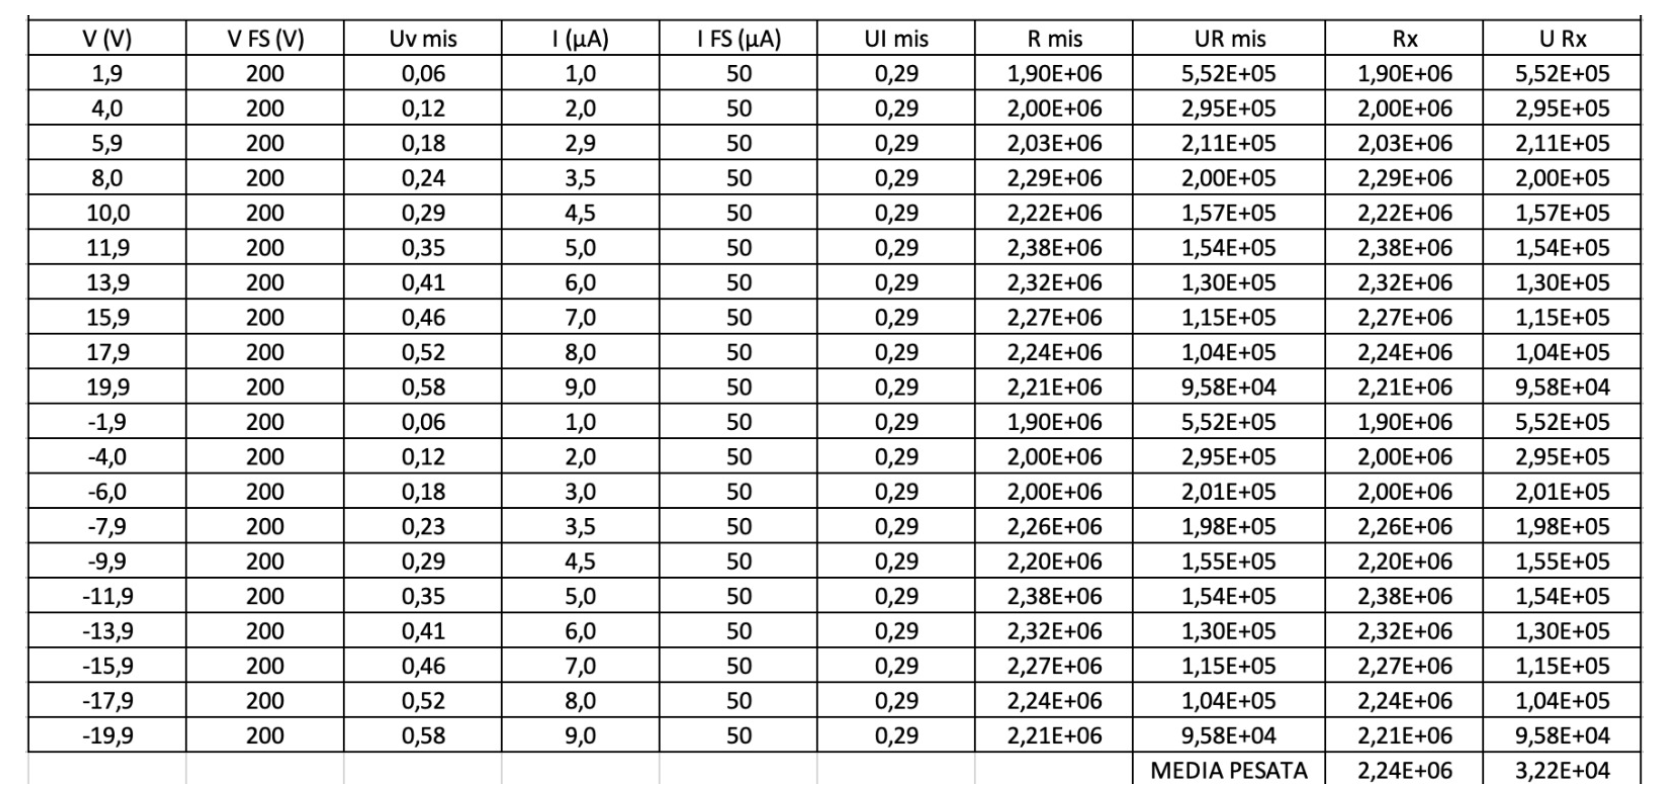 V (V) V FS (V) Uv mis I (µA) I FS (µA) UI mis R mis UR mis Rx U Rx
1,9 200 0,06 1,0 50 0,29 1,90E+06 5,52E+05 1,90E+06 5,52E+05
4,0 200 0,12 2,0 50 0,29 2,00E+06 2,95E+05 2,00E+06 2,95E+05
5,9 200 0,18 2,9 50 0,29 2,03E+06 2,11E+05 2,03E+06 2,11E+05
8,0 200 0,24 3,5 50 0,29 2,29E+06 2,00E+05 2,29E+06 2,00E+05
10,0 200 0,29 4,5 50 0,29 2,22E+06 1,57E+05 2,22E+06 1,57E+05
11,9 200 0,35 5,0 50 0,29 2,38E+06 1,54E+05 2,38E+06 1,54E+05
13,9 200 0,41 6,0 50 0,29 2,32E+06 1,30E+05 2,32E+06 1,30E+05
15,9 200 0,46 7,0 50 0,29 2,27E+06 1,15E+05 2,27E+06 1,15E+05
17,9 200 0,52 8,0 50 0,29 2,24E+06 1,04E+05 2,24E+06 1,04E+05
19,9 200 0,58 9,0 50 0,29 2,21E+06 9,58E+04 2,21E+06 9,58E+04
-1,9 200 0,06 1,0 50 0,29 1,90E+06 5,52E+05 1,90E+06 5,52E+05
-4,0 200 0,12 2,0 50 0,29 2,00E+06 2,95E+05 2,00E+06 2,95E+05
-6,0 200 0,18 3,0 50 0,29 2,00E+06 2,01E+05 2,00E+06 2,01E+05
-7,9 200 0,23 3,5 50 0,29 2,26E+06 1,98E+05 2,26E+06 1,98E+05
-9,9 200 0,29 4,5 50 0,29 2,20E+06 1,55E+05 2,20E+06 1,55E+05
-11,9 200 0,35 5,0 50 0,29 2,38E+06 1,54E+05 2,38E+06 1,54E+05
-13,9 200 0,41 6,0 50 0,29 2,32E+06 1,30E+05 2,32E+06 1,30E+05
-15,9 200 0,46 7,0 50 0,29 2,27E+06 1,15E+05 2,27E+06 1,15E+05
-17,9 200 0,52 8,0 50 0,29 2,24E+06 1,04E+05 2,24E+06 1,04E+05
-19,9 200 0,58 9,0 50 0,29 2,21E+06 9,58E+04 2,21E+06 9,58E+04
MEDIA PESATA 2,24E+06 3,22E+04